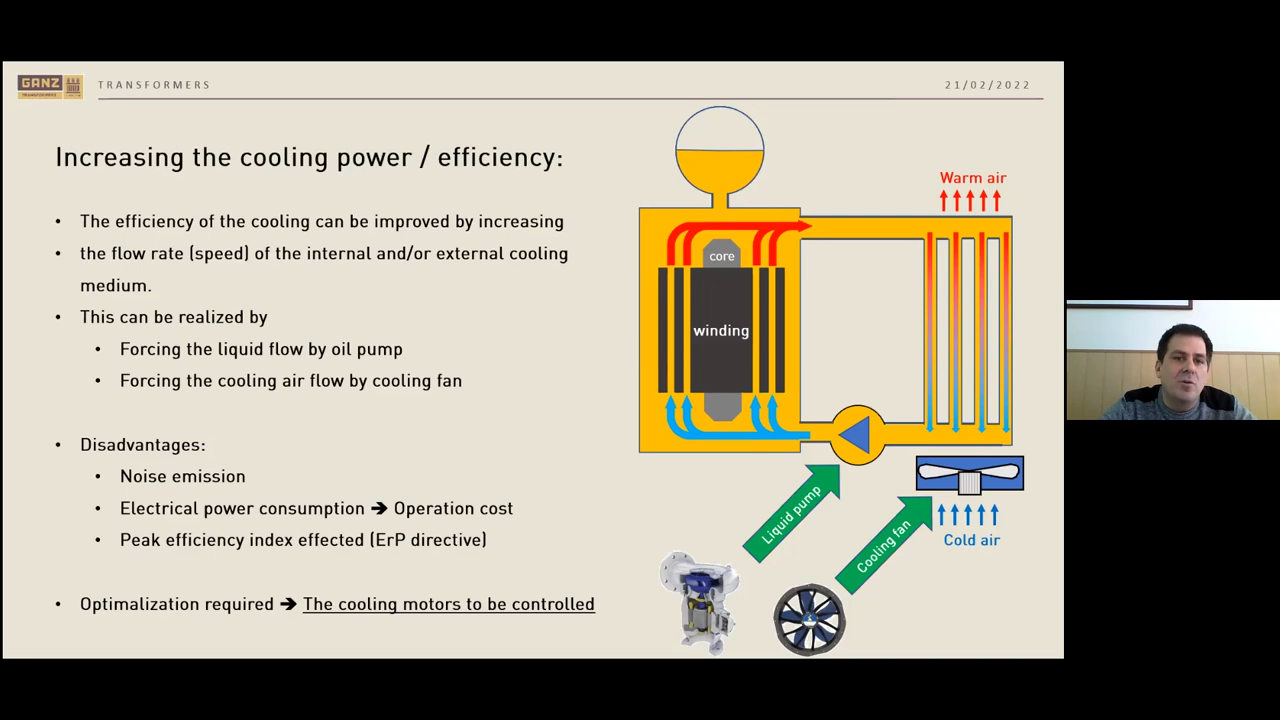 GANZ
TRANSFORMERS
21/02/2022
Increasing the cooling power / efficiency:
• The efficiency of the cooling can be improved by increasing
• the flow rate (speed) of the internal and/or external cooling
medium.
• This can be realized by
• Forcing the liquid flow by oil pump
• Forcing the cooling air flow by cooling fan
• Disadvantages:
• Noise emission
• Electrical power consumption ➔ Operation cost
• Peak efficiency index effected (ErP directive)
• Optimalization required ➔ The cooling motors to be controlled
Warm air
core
winding
Liquid pump
Cooling fan
Cold air